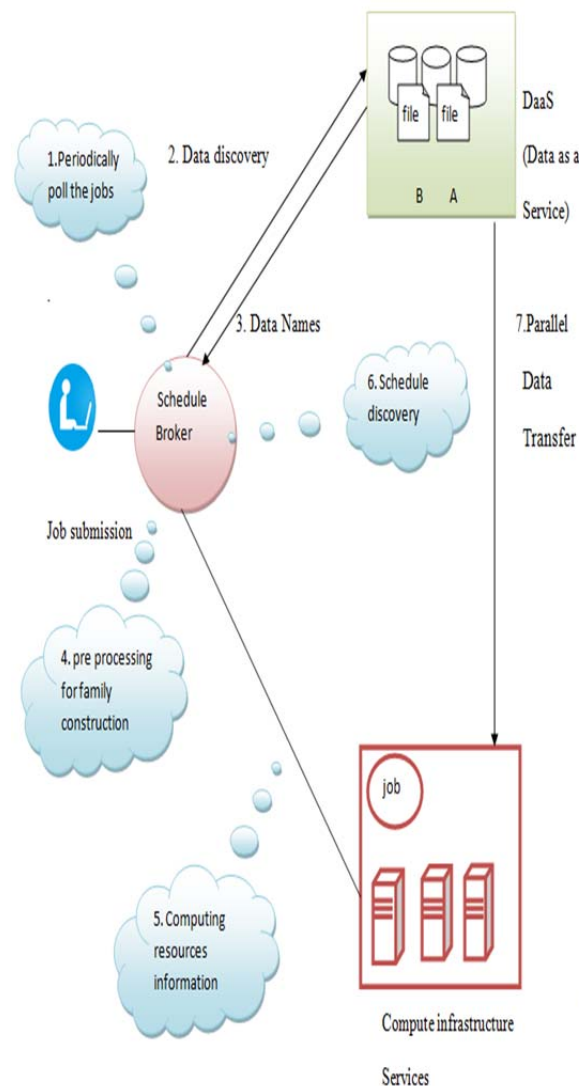 file
file
B A
DaaS
(Data as a
Service)
1.Periodically
poll the jobs
2. Data discovery
3. Data Names
7.Parallel
Data
Transfer
6. Schedule
discovery
Schedule
Broker
Job submission
4. pre processing
for family
construction
job
5. Computing
resources
information
Compute infrastructure
Services